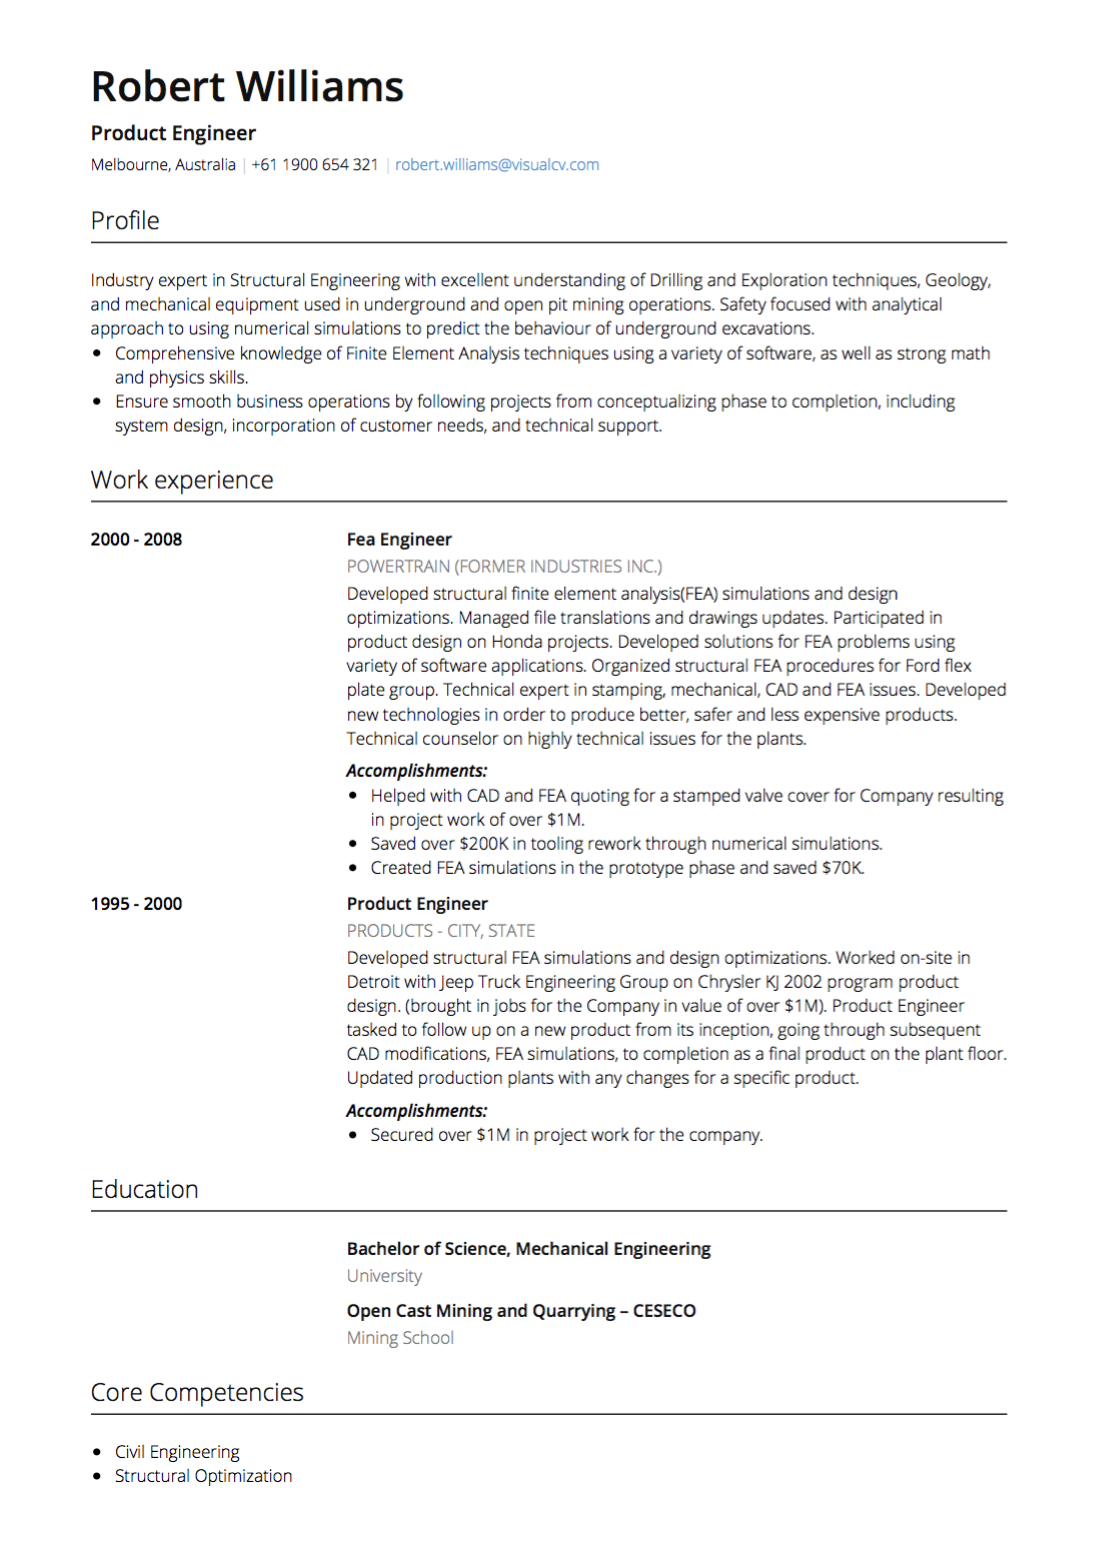 Robert Williams
Product Engineer
Melbourne, Australia | +61 1900 654 321 | robert.williams@visualcv.com
Profile
Industry expert in Structural Engineering with excellent understanding of Drilling and Exploration techniques, Geology,
and mechanical equipment used in underground and open pit mining operations. Safety focused with analytical
approach to using numerical simulations to predict the behaviour of underground excavations.
• Comprehensive knowledge of Finite Element Analysis techniques using a variety of software, as well as strong math
and physics skills.
• Ensure smooth business operations by following projects from conceptualizing phase to completion, including
system design, incorporation of customer needs, and technical support.
Work experience
2000 - 2008
Fea Engineer
POWERTRAIN (FORMER INDUSTRIES INC.)
Developed structural finite element analysis(FEA) simulations and design
optimizations. Managed file translations and drawings updates. Participated in
product design on Honda projects. Developed solutions for FEA problems using
variety of software applications. Organized structural FEA procedures for Ford flex
plate group. Technical expert in stamping, mechanical, CAD and FEA issues. Developed
new technologies in order to produce better, safer and less expensive products.
Technical counselor on highly technical issues for the plants.
Accomplishments:
• Helped with CAD and FEA quoting for a stamped valve cover for Company resulting
in project work of over $1M.
• Saved over $200K in tooling rework through numerical simulations.
• Created FEA simulations in the prototype phase and saved $70K.
1995 - 2000
Product Engineer
PRODUCTS - CITY, STATE
Developed structural FEA simulations and design optimizations. Worked on-site in
Detroit with Jeep Truck Engineering Group on Chrysler KJ 2002 program product
design. (brought in jobs for the Company in value of over $1M). Product Engineer
tasked to follow up on a new product from its inception, going through subsequent
CAD modifications, FEA simulations, to completion as a final product on the plant floor.
Updated production plants with any changes for a specific product.
Accomplishments:
• Secured over $1M in project work for the company.
Education
Bachelor of Science, Mechanical Engineering
University
Open Cast Mining and Quarrying – CESECO
Mining School
Core Competencies
• Civil Engineering
• Structural Optimization